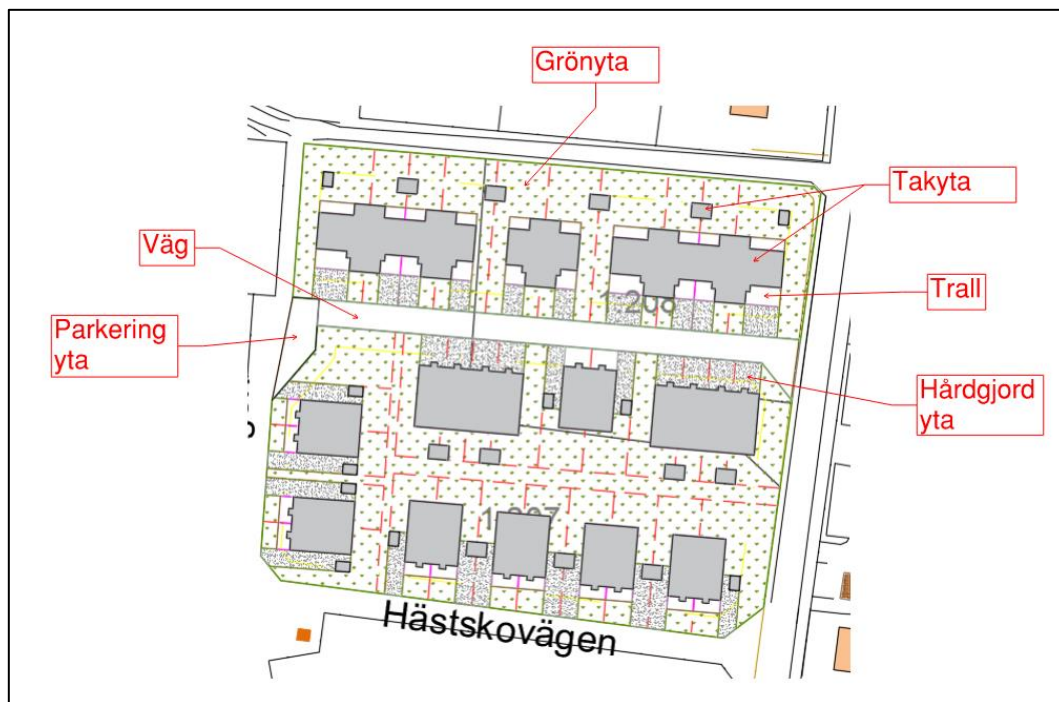 Grönyta
Takyta
Väg
Trall
Parkering
yta
Hårdgjord
yta
Hästskovägen